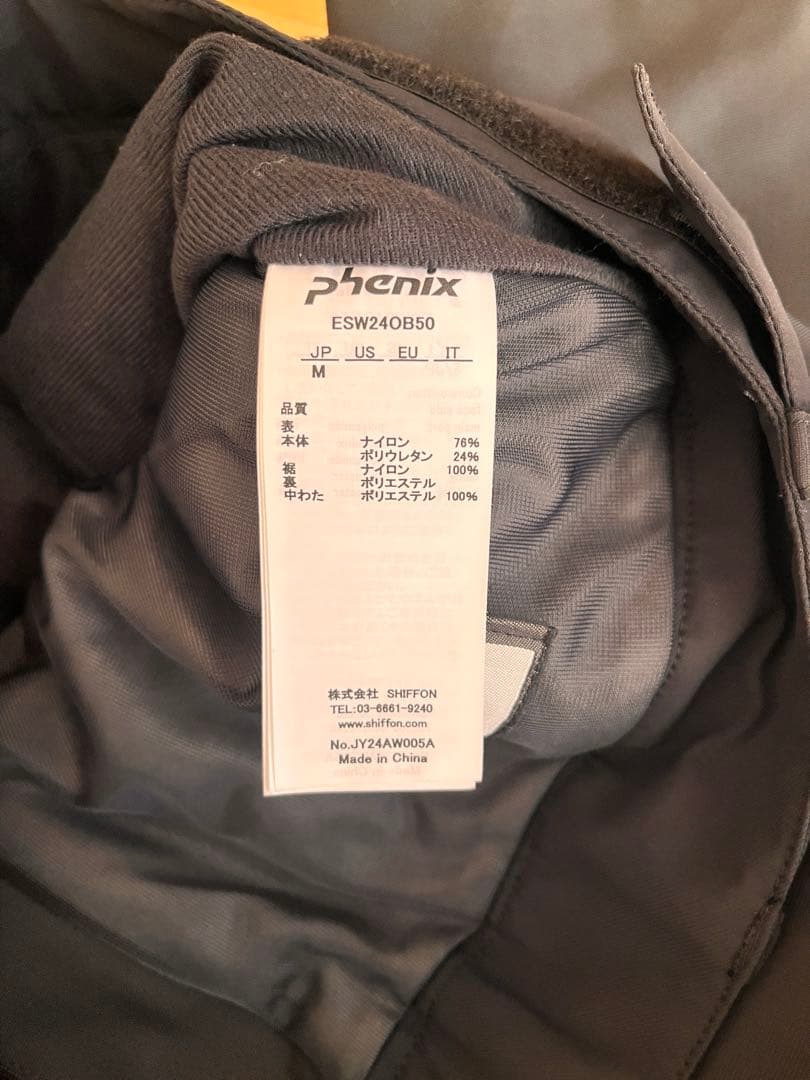 phenix
ESW24OB50
JP US EU IT
M
品質
表
本体 ナイロン 76%
ポリウレタン 24%
裾 ナイロン 100%
裏 ポリエステル
中わた ポリエステル 100%
株式会社 SHIFFON
TEL:03-6661-9240
www.shiffon.com
No.JY24AW005A
Made in China